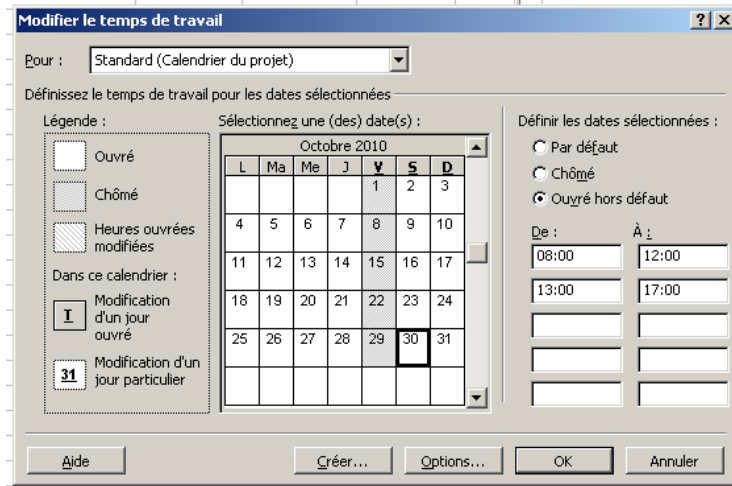 Modifier le temps de travail
Pour : Standard (Calendrier du projet)
Définissez le temps de travail pour les dates sélectionnées
Légende :
Ouvré
Chômé
Heures ouvrées
modifiées
Dans ce calendrier :
T
Modification
d'un jour
ouvré
31
Modification d'un
jour particulier
Sélectionnez une (des) date(s) :
Octobre 2010
L Ma Me J V S D
1 2 3
4 5 6 7 8 9 10
11 12 13 14 15 16 17
18 19 20 21 22 23 24
25 26 27 28 29 30 31
Définir les dates sélectionnées :
Par défaut
Chômé
Ouvré hors défaut
De : À :
08:00 12:00
13:00 17:00
Aide Créer... Options... OK Annuler